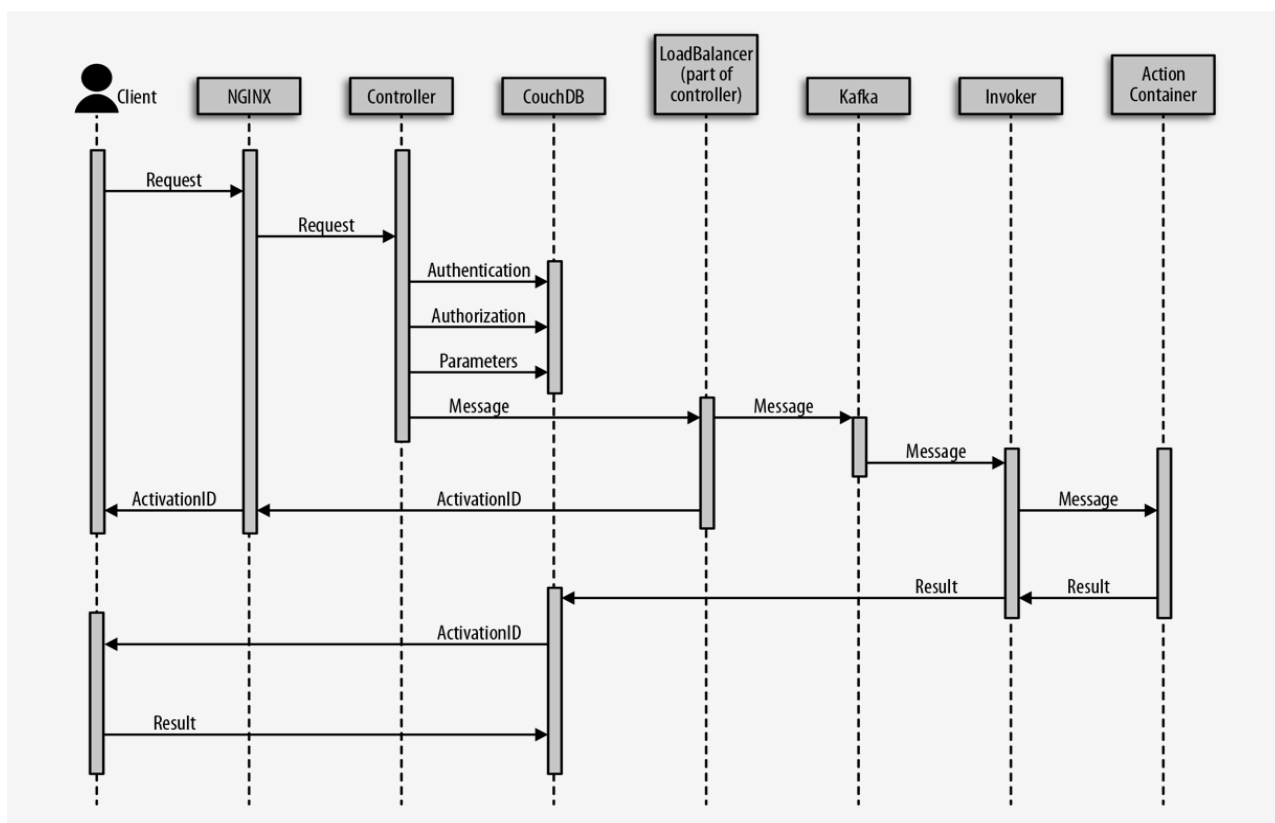 Client
NGINX
Controller
CouchDB
LoadBalancer
(part of
controller)
Kafka
Invoker
Action
Container
Request
Request
Authentication
Authorization
Parameters
Message
Message
Message
ActivationID
ActivationID
Message
Result
Result
ActivationID
Result